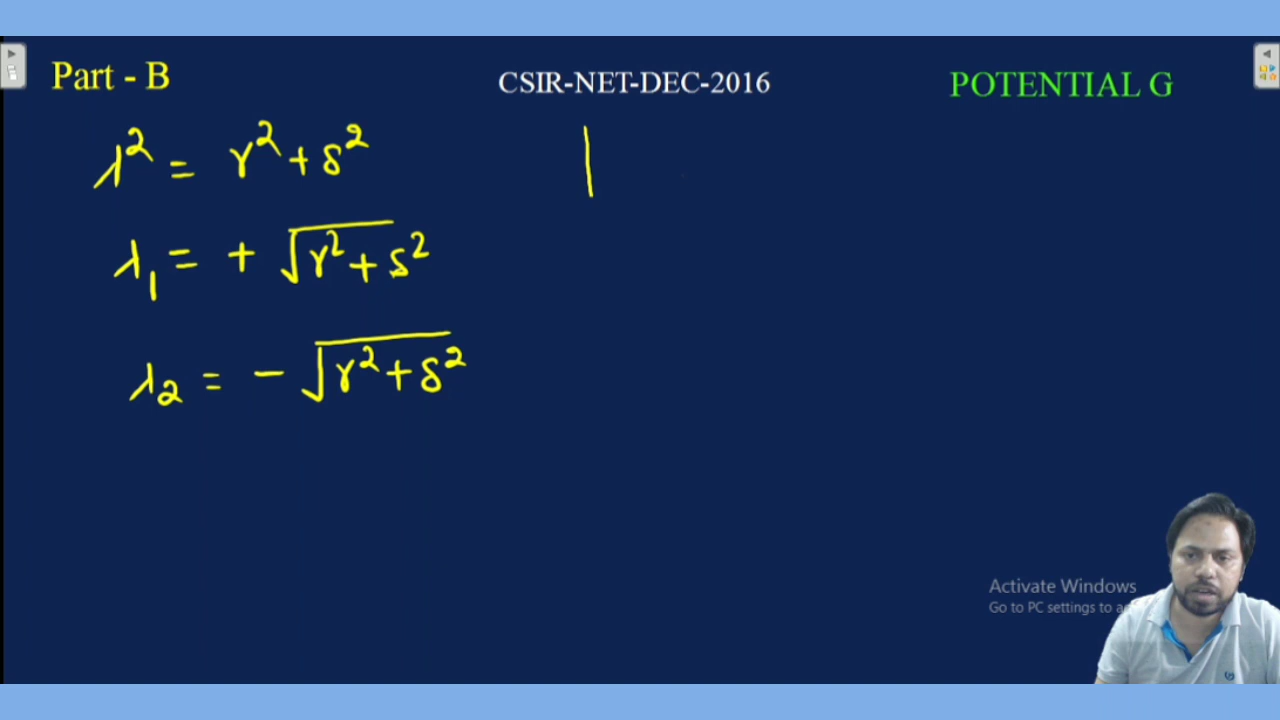 Part - B
CSIR-NET-DEC-2016
POTENTIAL G
λ² = γ² + δ²
λ₁ = + √γ² + δ²
λ₂ = - √γ² + δ²
Activate Windows
Go to PC settings to a